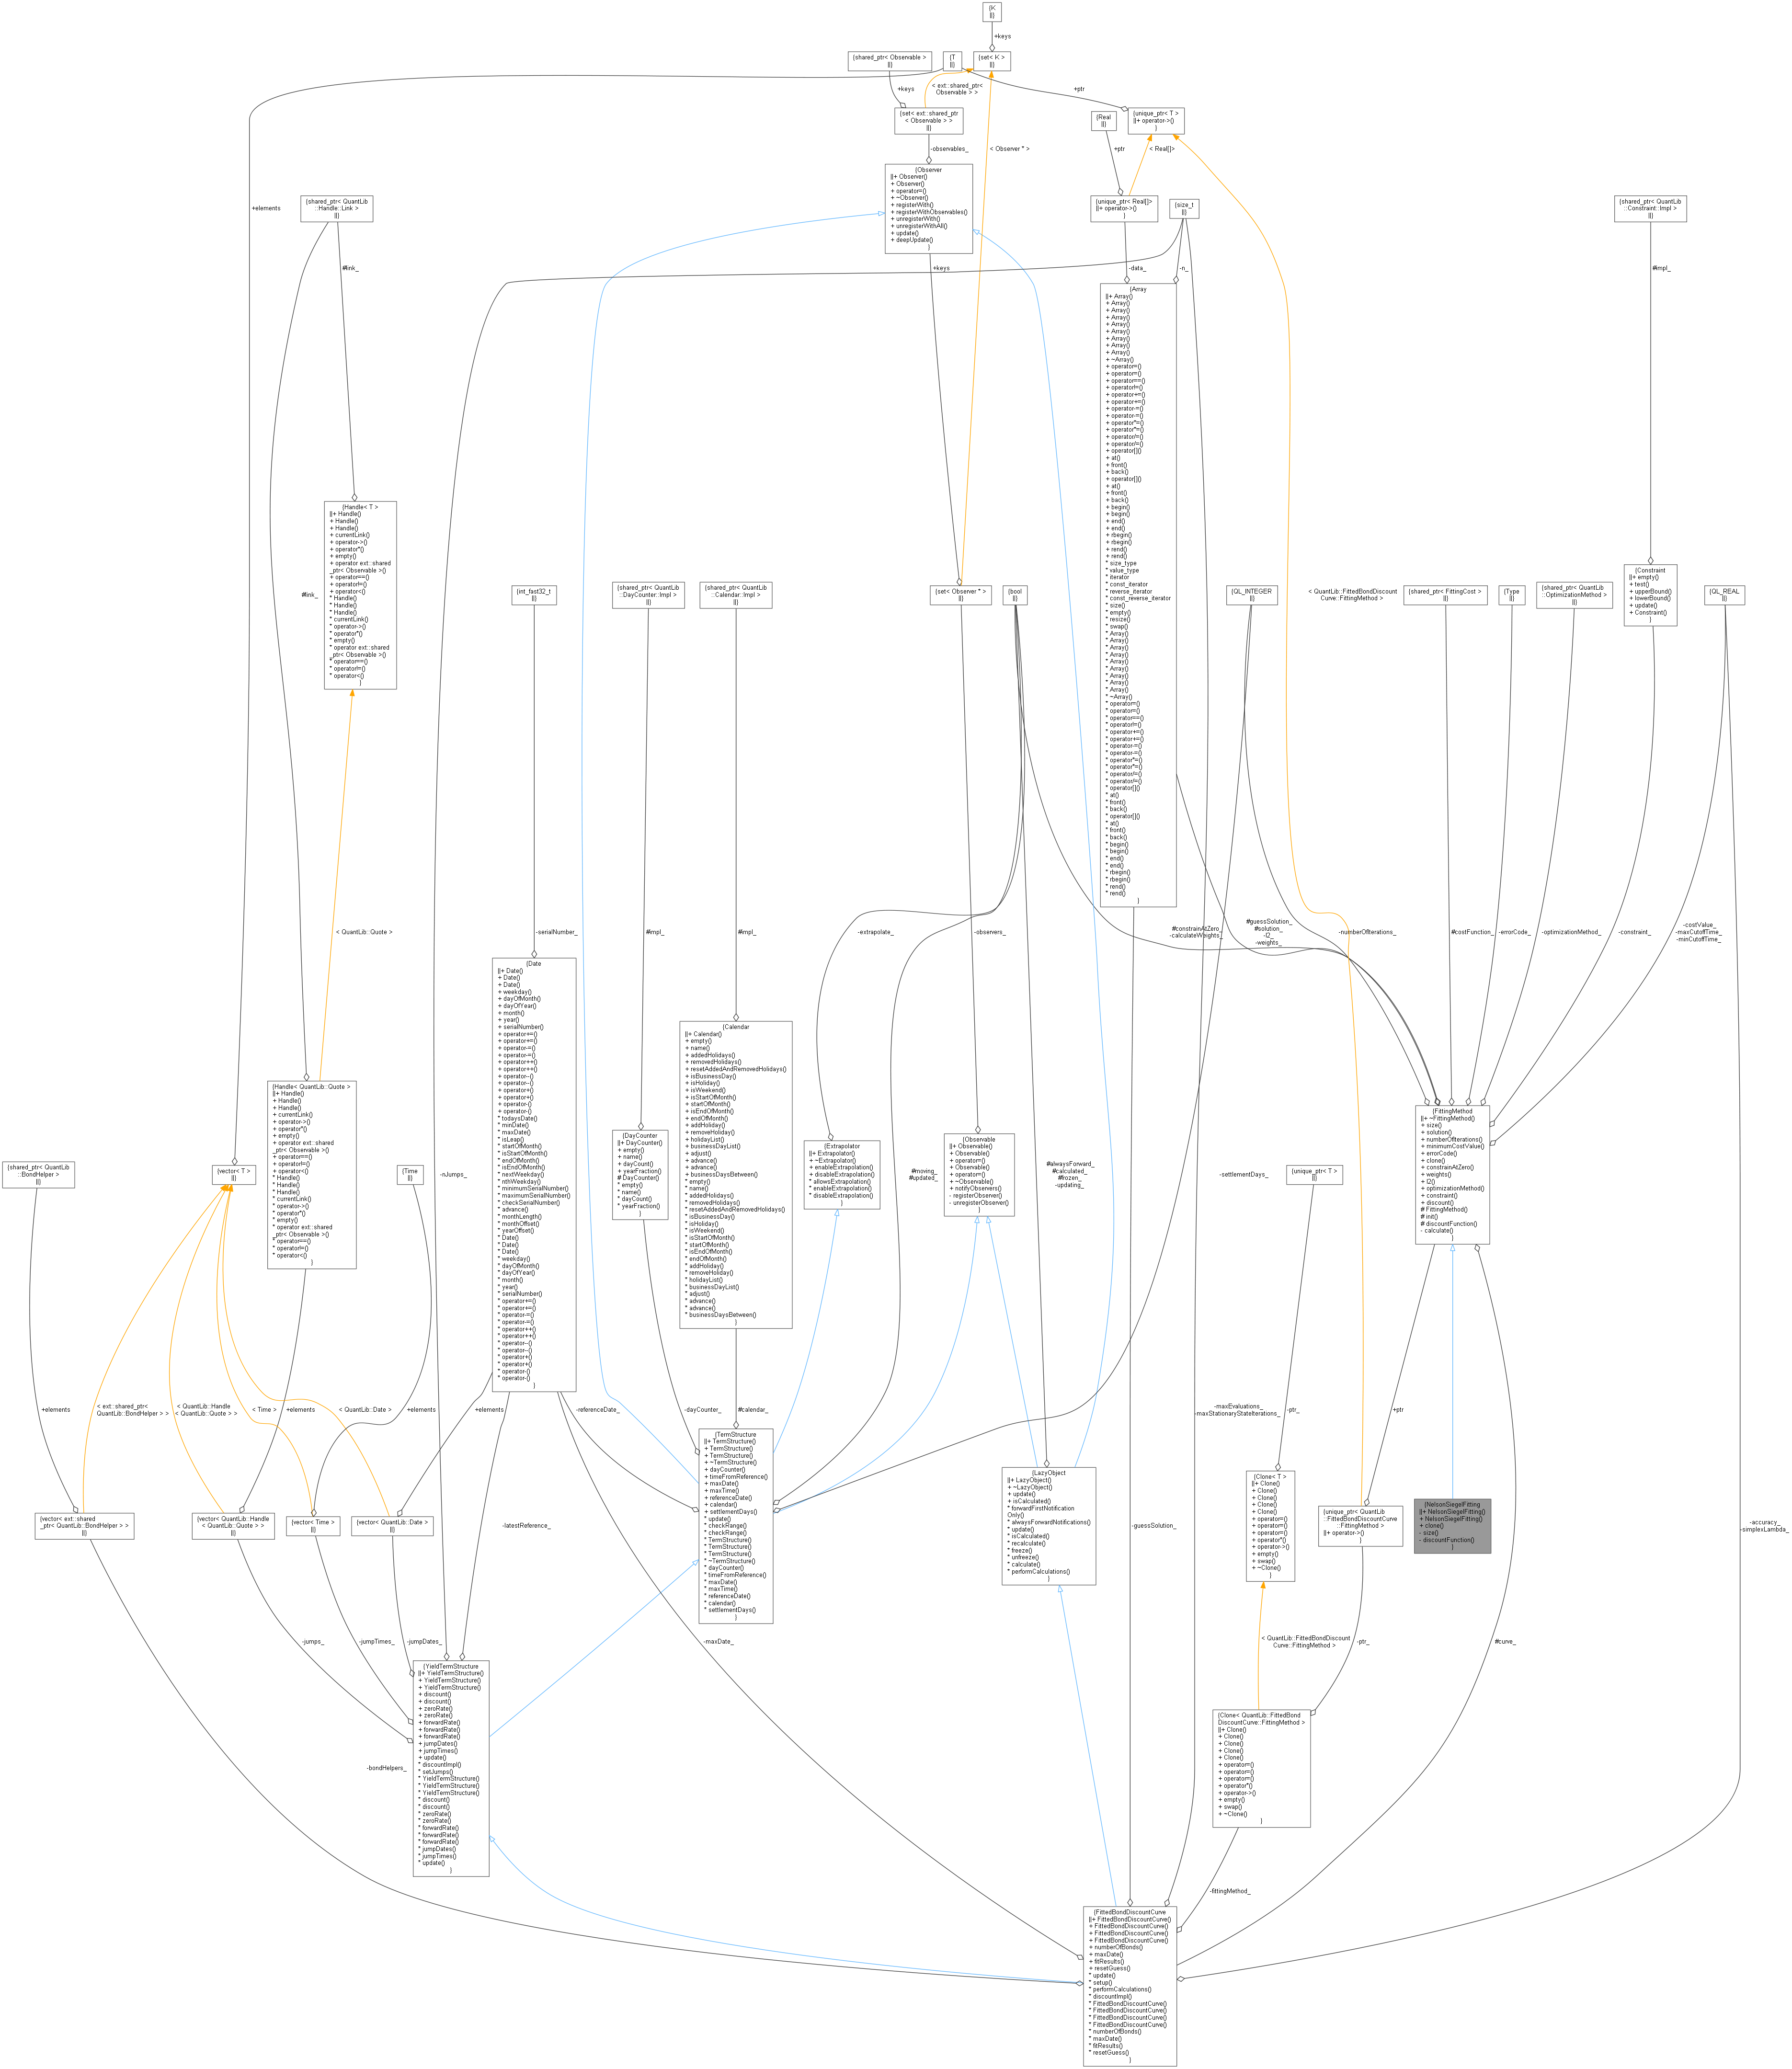 {K
||}
+keys
{shared_ptr< Observable >
||}
{T
||}
{set< K >
||}
+keys
< ext::shared_ptr<
Observable > >
+ptr
{set< ext::shared_ptr
< Observable > >
||}
{Real
||}
{unique_ptr< T >
||+ operator->()
}
-observables_
< Observer * >
+ptr
< Real[]>
{Observer
||+ Observer()
+ Observer()
+ operator=()
+ ~Observer()
+ registerWith()
+ registerWithObservables()
+ unregisterWith()
+ unregisterWithAll()
+ update()
+ deepUpdate()
}
{shared_ptr< QuantLib
::Handle::Link >
||}
+elements
{unique_ptr< Real[]>
||+ operator->()
}
{size_t
||}
{shared_ptr< QuantLib
::Constraint::Impl >
||}
#link_
+keys
-data_
-n_
#impl_
{Array
||+ Array()
+ Array()
+ Array()
+ Array()
+ Array()
+ Array()
+ Array()
+ Array()
+ Array()
+ ~Array()
+ operator=()
+ operator=()
+ operator==()
+ operator!=()
+ operator+=()
+ operator+=()
+ operator-=()
+ operator-=()
+ operator*=()
+ operator*=()
+ operator/=()
+ operator/=()
+ operator[]()
+ at()
+ front()
+ back()
+ operator[]()
+ at()
+ front()
+ back()
+ begin()
+ begin()
+ end()
+ end()
+ rbegin()
+ rbegin()
+ rend()
+ rend()
* size_type
* value_type
* iterator
* const_iterator
* reverse_iterator
* const_reverse_iterator
* size()
* empty()
* resize()
* swap()
* Array()
* Array()
* Array()
* Array()
* Array()
* Array()
* Array()
* Array()
* ~Array()
* operator=()
* operator=()
* operator==()
* operator!=()
* operator+=()
* operator+=()
* operator-=()
* operator-=()
* operator*=()
* operator*=()
* operator/=()
* operator/=()
* operator[]()
* at()
* front()
* back()
* operator[]()
* at()
* front()
* back()
* begin()
* begin()
* end()
* end()
* rbegin()
* rbegin()
* rend()
* rend()
}
{Handle< T >
||+ Handle()
+ Handle()
+ Handle()
+ currentLink()
+ operator->()
+ operator*()
+ empty()
+ operator ext::shared
_ptr< Observable >()
+ operator==()
+ operator!=()
+ operator<()
* Handle()
* Handle()
* Handle()
* currentLink()
* operator->()
* operator*()
* empty()
* operator ext::shared
_ptr< Observable >()
* operator==()
* operator!=()
* operator<()
}
#link_
{int_fast32_t
||}
{shared_ptr< QuantLib
::DayCounter::Impl >
||}
{shared_ptr< QuantLib
::Calendar::Impl >
||}
{set< Observer * >
||}
{bool
||}
{QL_INTEGER
||}
< QuantLib::FittedBondDiscount
Curve::FittingMethod >
{shared_ptr< FittingCost >
||}
{Type
||}
{shared_ptr< QuantLib
::OptimizationMethod >
||}
{Constraint
||+ empty()
+ test()
+ upperBound()
+ lowerBound()
+ update()
+ Constraint()
}
{QL_REAL
||}
< QuantLib::Quote >
-serialNumber_
#impl_
#impl_
-extrapolate_
-observers_
#constrainAtZero_
-calculateWeights_
#guessSolution_
#solution_
-l2_
-weights_
-numberOfIterations_
#costFunction_
-errorCode_
-optimizationMethod_
-constraint_
-costValue_
-maxCutoffTime_
-minCutoffTime_
{Date
||+ Date()
+ Date()
+ Date()
+ weekday()
+ dayOfMonth()
+ dayOfYear()
+ month()
+ year()
+ serialNumber()
+ operator+=()
+ operator+=()
+ operator-=()
+ operator-=()
+ operator++()
+ operator++()
+ operator--()
+ operator--()
+ operator+()
+ operator+()
+ operator-()
+ operator-()
* todaysDate()
* minDate()
* maxDate()
* isLeap()
* startOfMonth()
* isStartOfMonth()
* endOfMonth()
* isEndOfMonth()
* nextWeekday()
* nthWeekday()
* minimumSerialNumber()
* maximumSerialNumber()
* checkSerialNumber()
* advance()
* monthLength()
* monthOffset()
* yearOffset()
* Date()
* Date()
* Date()
* weekday()
* dayOfMonth()
* dayOfYear()
* month()
* year()
* serialNumber()
* operator+=()
* operator+=()
* operator-=()
* operator-=()
* operator++()
* operator++()
* operator--()
* operator--()
* operator+()
* operator+()
* operator-()
* operator-()
}
{Calendar
||+ Calendar()
+ empty()
+ name()
+ addedHolidays()
+ removedHolidays()
+ resetAddedAndRemovedHolidays()
+ isBusinessDay()
+ isHoliday()
+ isWeekend()
+ isStartOfMonth()
+ startOfMonth()
+ isEndOfMonth()
+ endOfMonth()
+ addHoliday()
+ removeHoliday()
+ holidayList()
+ businessDayList()
+ adjust()
+ advance()
+ advance()
+ businessDaysBetween()
* empty()
* name()
* addedHolidays()
* removedHolidays()
* resetAddedAndRemovedHolidays()
* isBusinessDay()
* isHoliday()
* isWeekend()
* isStartOfMonth()
* startOfMonth()
* isEndOfMonth()
* endOfMonth()
* addHoliday()
* removeHoliday()
* holidayList()
* businessDayList()
* adjust()
* advance()
* advance()
* businessDaysBetween()
}
{Handle< QuantLib::Quote >
||+ Handle()
+ Handle()
+ Handle()
+ currentLink()
+ operator->()
+ operator*()
+ empty()
+ operator ext::shared
_ptr< Observable >()
+ operator==()
+ operator!=()
+ operator<()
* Handle()
* Handle()
* Handle()
* currentLink()
* operator->()
* operator*()
* empty()
* operator ext::shared
_ptr< Observable >()
* operator==()
* operator!=()
* operator<()
}
{DayCounter
||+ DayCounter()
+ empty()
+ name()
+ dayCount()
+ yearFraction()
# DayCounter()
* empty()
* name()
* dayCount()
* yearFraction()
}
{Extrapolator
||+ Extrapolator()
+ ~Extrapolator()
+ enableExtrapolation()
+ disableExtrapolation()
+ allowsExtrapolation()
* enableExtrapolation()
* disableExtrapolation()
}
{Observable
||+ Observable()
+ Observable()
+ operator=()
+ Observable()
+ operator=()
+ ~Observable()
+ notifyObservers()
- registerObserver()
- unregisterObserver()
}
{FittingMethod
||+ ~FittingMethod()
+ size()
+ solution()
+ numberOfIterations()
+ minimumCostValue()
+ errorCode()
+ clone()
+ constrainAtZero()
+ weights()
+ l2()
+ optimizationMethod()
+ constraint()
+ discount()
# FittingMethod()
# init()
# discountFunction()
- calculate()
}
{shared_ptr< QuantLib
::BondHelper >
||}
{vector< T >
||}
{Time
||}
-nJumps_
#moving_
#updated_
#alwaysForward_
#calculated_
#frozen_
-updating_
-settlementDays_
{unique_ptr< T >
||}
+elements
< ext::shared_ptr<
QuantLib::BondHelper > >
< QuantLib::Handle
< QuantLib::Quote > >
+elements
< Time >
< QuantLib::Date >
+elements
+elements
-referenceDate_
-dayCounter_
#calendar_
-maxEvaluations_
-maxStationaryStateIterations_
-ptr_
+ptr
{TermStructure
||+ TermStructure()
+ TermStructure()
+ TermStructure()
+ ~TermStructure()
+ dayCounter()
+ timeFromReference()
+ maxDate()
+ maxTime()
+ referenceDate()
+ calendar()
+ settlementDays()
* update()
* checkRange()
* checkRange()
* TermStructure()
* TermStructure()
* TermStructure()
* ~TermStructure()
* dayCounter()
* timeFromReference()
* maxDate()
* maxTime()
* referenceDate()
* calendar()
* settlementDays()
}
{LazyObject
||+ LazyObject()
+ ~LazyObject()
+ update()
+ isCalculated()
* forwardFirstNotification
Only()
* alwaysForwardNotifications()
* update()
* isCalculated()
* recalculate()
* freeze()
* unfreeze()
* calculate()
* performCalculations()
}
{Clone< T >
||+ Clone()
+ Clone()
+ Clone()
+ Clone()
+ Clone()
+ operator=()
+ operator=()
+ operator=()
+ operator*()
+ operator->()
+ empty()
+ swap()
+ ~Clone()
}
{vector< ext::shared
_ptr< QuantLib::BondHelper > >
||}
{vector< QuantLib::Handle
< QuantLib::Quote > >
||}
{vector< Time >
||}
{vector< QuantLib::Date >
||}
{unique_ptr< QuantLib
::FittedBondDiscountCurve
::FittingMethod >
||+ operator->()
}
{NelsonSiegelFitting
||+ NelsonSiegelFitting()
+ NelsonSiegelFitting()
+ clone()
- size()
- discountFunction()
}
-latestReference_
-guessSolution_
-accuracy_
-simplexLambda_
-jumps_
-jumpTimes_
-jumpDates_
-maxDate_
< QuantLib::FittedBondDiscount
Curve::FittingMethod >
-ptr_
#curve_
{YieldTermStructure
||+ YieldTermStructure()
+ YieldTermStructure()
+ YieldTermStructure()
+ discount()
+ discount()
+ zeroRate()
+ zeroRate()
+ forwardRate()
+ forwardRate()
+ forwardRate()
+ jumpDates()
+ jumpTimes()
+ update()
* discountImpl()
* setJumps()
* YieldTermStructure()
* YieldTermStructure()
* YieldTermStructure()
* discount()
* discount()
* zeroRate()
* zeroRate()
* forwardRate()
* forwardRate()
* forwardRate()
* jumpDates()
* jumpTimes()
* update()
}
-bondHelpers_
{Clone< QuantLib::FittedBond
DiscountCurve::FittingMethod >
||+ Clone()
+ Clone()
+ Clone()
+ Clone()
+ Clone()
+ operator=()
+ operator=()
+ operator=()
+ operator*()
+ operator->()
+ empty()
+ swap()
+ ~Clone()
}
-fittingMethod_
{FittedBondDiscountCurve
||+ FittedBondDiscountCurve()
+ FittedBondDiscountCurve()
+ FittedBondDiscountCurve()
+ FittedBondDiscountCurve()
+ numberOfBonds()
+ maxDate()
+ fitResults()
+ resetGuess()
* update()
* setup()
* performCalculations()
* discountImpl()
* FittedBondDiscountCurve()
* FittedBondDiscountCurve()
* FittedBondDiscountCurve()
* FittedBondDiscountCurve()
* numberOfBonds()
* maxDate()
* fitResults()
* resetGuess()
}